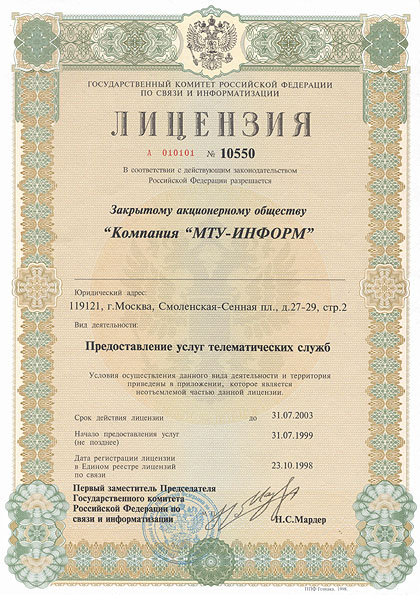 ГОСУДАРСТВЕННЫЙ КОМИТЕТ РОССИЙСКОЙ ФЕДЕРАЦИИ
ПО СВЯЗИ И ИНФОРМАТИЗАЦИИ
ЛИЦЕНЗИЯ
А 010101 № 10550
В соответствии с действующим законодательством
Российской Федерации разрешается
Закрытому акционерному обществу
“Компания “МТУ-ИНФОРМ”
Юридический адрес:
119121, г.Москва, Смоленская-Сенная пл., д.27-29, стр.2
Вид деятельности:
Предоставление услуг телематических служб
Условия осуществления данного вида деятельности и территория
приведены в приложении, которое является
неотъемлемой частью данной лицензии.
Срок действия лицензии до 31.07.2003
Начало предоставления услуг 31.07.1999
(не позднее)
Дата регистрации лицензии
в Едином реестре лицензий 23.10.1998
по связи
Первый заместитель Председателя
Государственного комитета
Российской Федерации по
связи и информатизации Н.С.Мардер
ППФ Гознака. 1998.